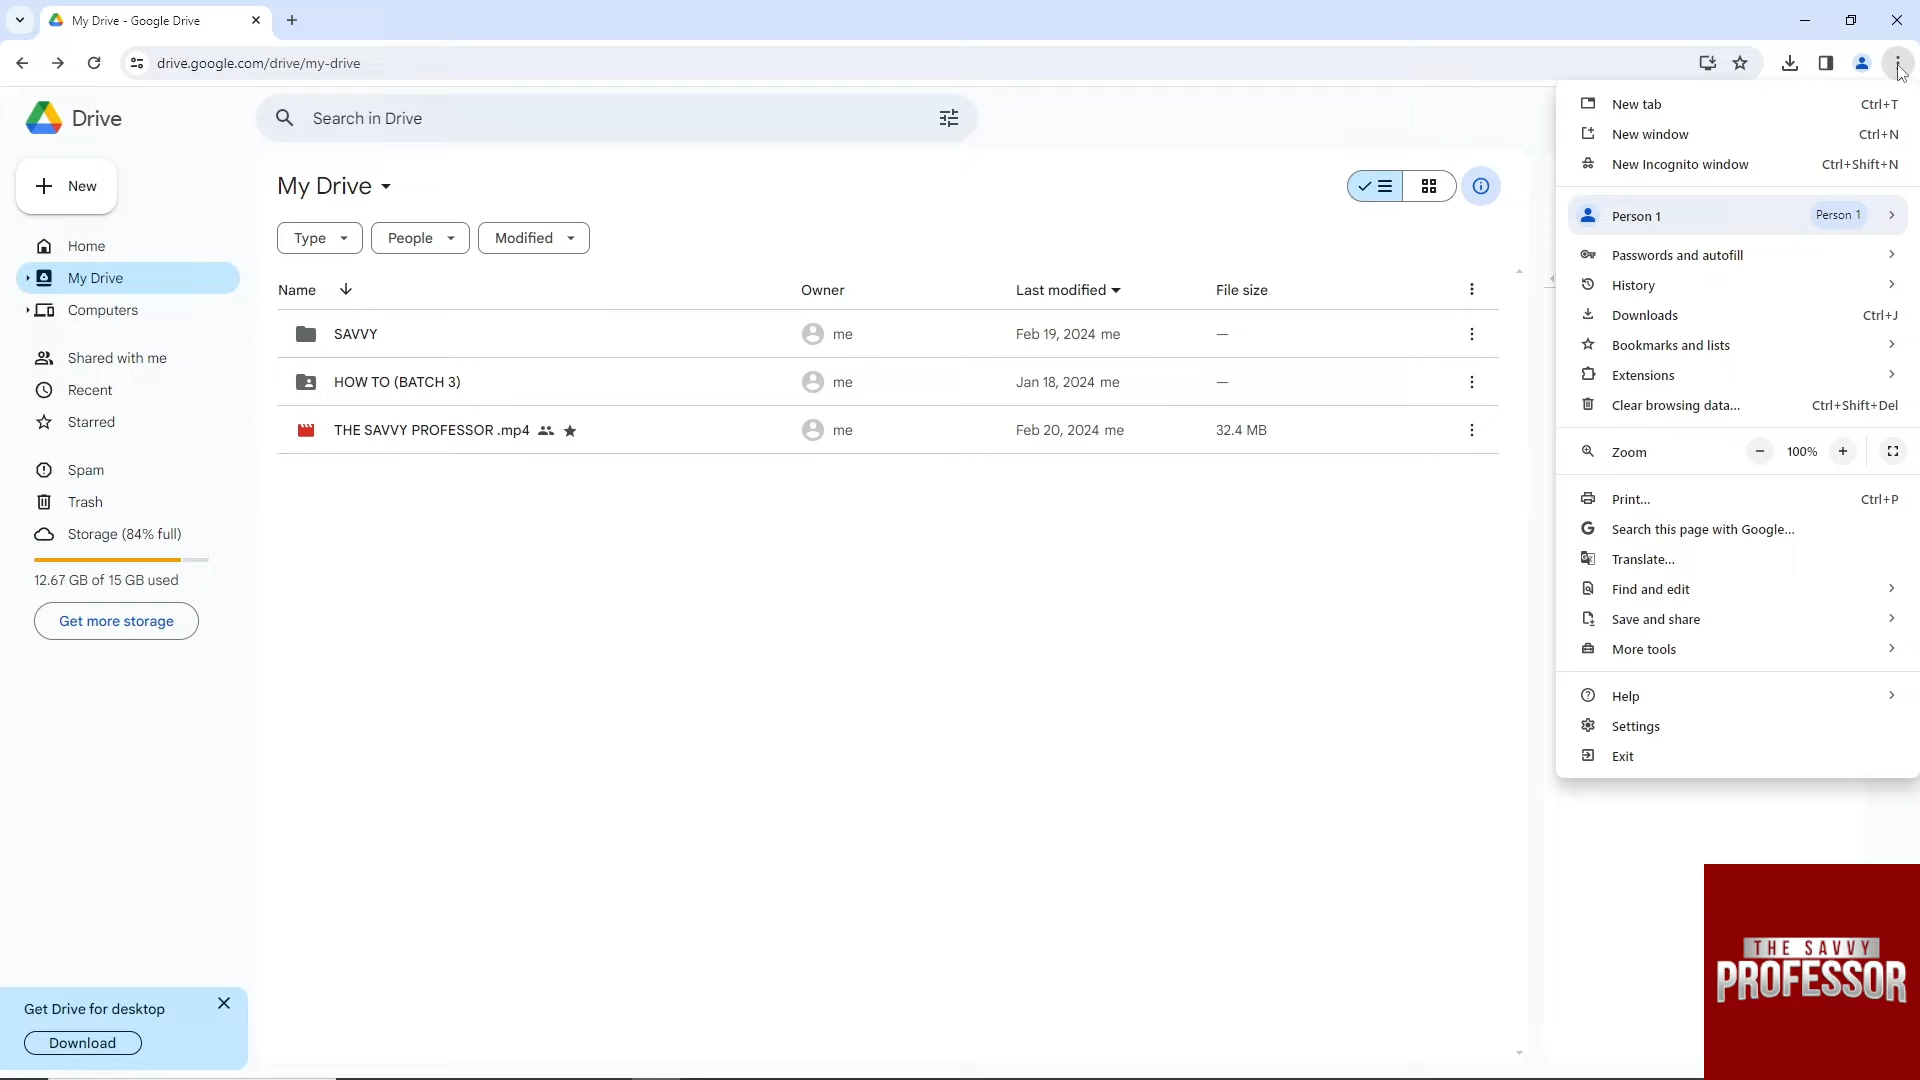 My Drive - Google Drive
drive.google.com/drive/my-drive
Drive
Search in Drive
New
Home
My Drive
Computers
Shared with me
Recent
Starred
Spam
Trash
Storage (84% full)
12.67 GB of 15 GB used
Get more storage
Get Drive for desktop
Download
My Drive
Type People Modified
Name Owner Last modified File size
SAVVY me Feb 19, 2024 me —
HOW TO (BATCH 3) me Jan 18, 2024 me —
THE SAVVY PROFESSOR .mp4 me Feb 20, 2024 me 32.4 MB
New tab Ctrl+T
New window Ctrl+N
New Incognito window Ctrl+Shift+N
Person 1 Person 1
Passwords and autofill
History
Downloads Ctrl+J
Bookmarks and lists
Extensions
Clear browsing data... Ctrl+Shift+Del
Zoom 100%
Print... Ctrl+P
Search this page with Google...
Translate...
Find and edit
Save and share
More tools
Help
Settings
Exit
THE SAVVY
PROFESSOR